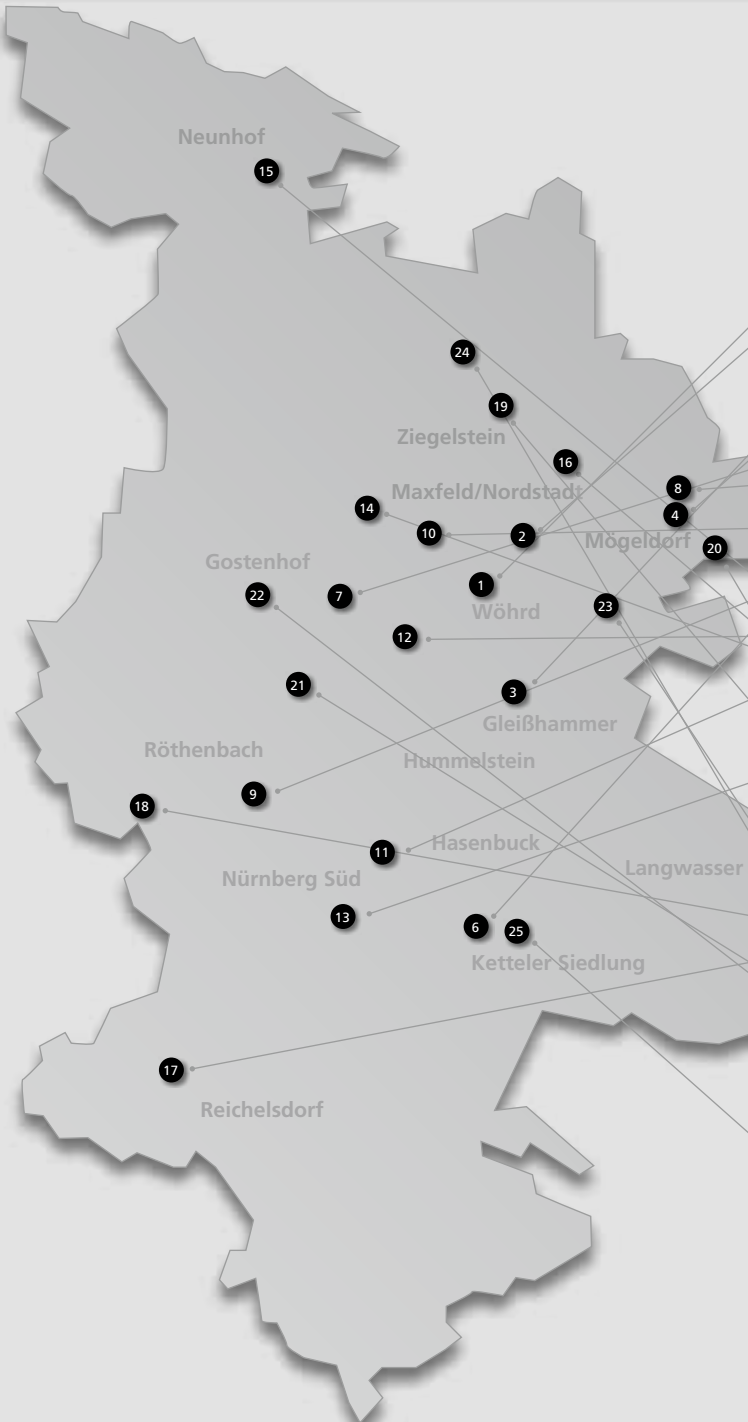 Neunhof
15
24
19
Ziegelstein
16
8
Maxfeld/Nordstadt
14
4
10
2
Mögeldorf
20
Gostenhof
1
22
7
23
Wöhrd
12
21
3
Gleißhammer
Röthenbach
Hummelstein
9
18
Hasenbuck
11
Langwasser
Nürnberg Süd
13
6
25
Ketteler Siedlung
17
Reichelsdorf